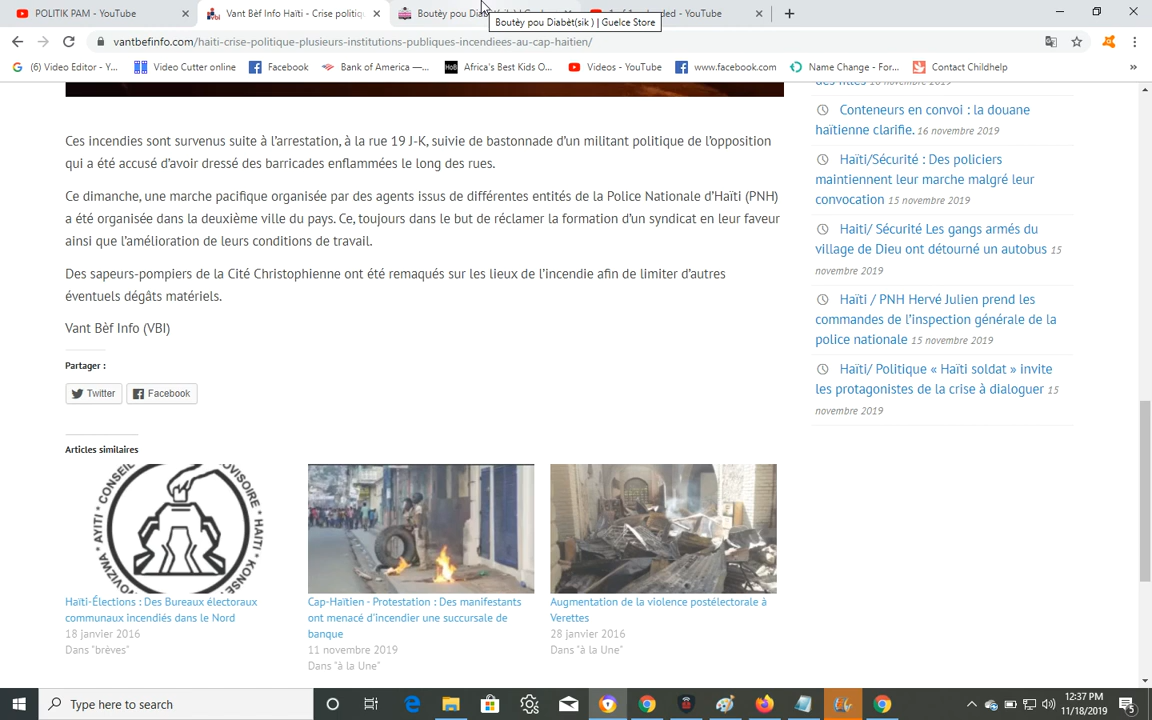 POLITIK PAM - YouTube
Vant Bèf Info Haïti - Crise politiq
Boutèy pou Diab
loaded - YouTube
Boutèy pou Diabèt(sik ) | Guelce Store
vantbefinfo.com/haiti-crise-politique-plusieurs-institutions-publiques-incendiees-au-cap-haitien/
(6) Video Editor - Y...
Video Cutter online
Facebook
Bank of America —...
Africa's Best Kids O...
Videos - YouTube
www.facebook.com
Name Change - For...
Contact Childhelp
»
Ces incendies sont survenus suite à l'arrestation, à la rue 19 J-K, suivie de bastonnade d'un militant politique de l'opposition
qui a été accusé d'avoir dressé des barricades enflammées le long des rues.
Ce dimanche, une marche pacifique organisée par des agents issus de différentes entités de la Police Nationale d'Haïti (PNH)
a été organisée dans la deuxième ville du pays. Ce, toujours dans le but de réclamer la formation d'un syndicat en leur faveur
ainsi que l'amélioration de leurs conditions de travail.
Des sapeurs-pompiers de la Cité Christophienne ont été remaqués sur les lieux de l'incendie afin de limiter d'autres
éventuels dégâts matériels.
Vant Bèf Info (VBI)
Partager :
Twitter
Facebook
Articles similaires
CONSEIL
HAITI
KONSE
AYITI
Haïti-Élections : Des Bureaux électoraux
communaux incendiés dans le Nord
18 janvier 2016
Dans "brèves"
Cap-Haïtien - Protestation : Des manifestants
ont menacé d'incendier une succursale de
banque
11 novembre 2019
Dans "à la Une"
Augmentation de la violence postélectorale à
Verettes
28 janvier 2016
Dans "à la Une"
Conteneurs en convoi : la douane
haïtienne clarifie. 16 novembre 2019
Haïti/Sécurité : Des policiers
maintiennent leur marche malgré leur
convocation 15 novembre 2019
Haiti/ Sécurité Les gangs armés du
village de Dieu ont détourné un autobus 15
novembre 2019
Haïti / PNH Hervé Julien prend les
commandes de l'inspection générale de la
police nationale 15 novembre 2019
Haïti/ Politique « Haïti soldat » invite
les protagonistes de la crise à dialoguer 15
novembre 2019
Type here to search
12:37 PM
11/18/2019
5